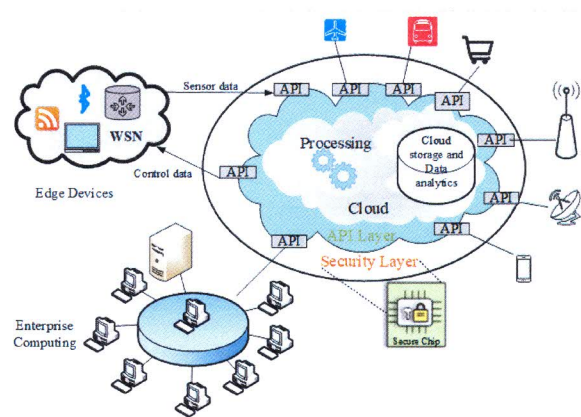 Sensor data
API
API
API
API
API
API
API
API
API
WSN
Control data
Edge Devices
Processing
Cloud
storage and
Data
analytics
Cloud
API Layer
Security Layer
Enterprise
Computing
Secure Chip